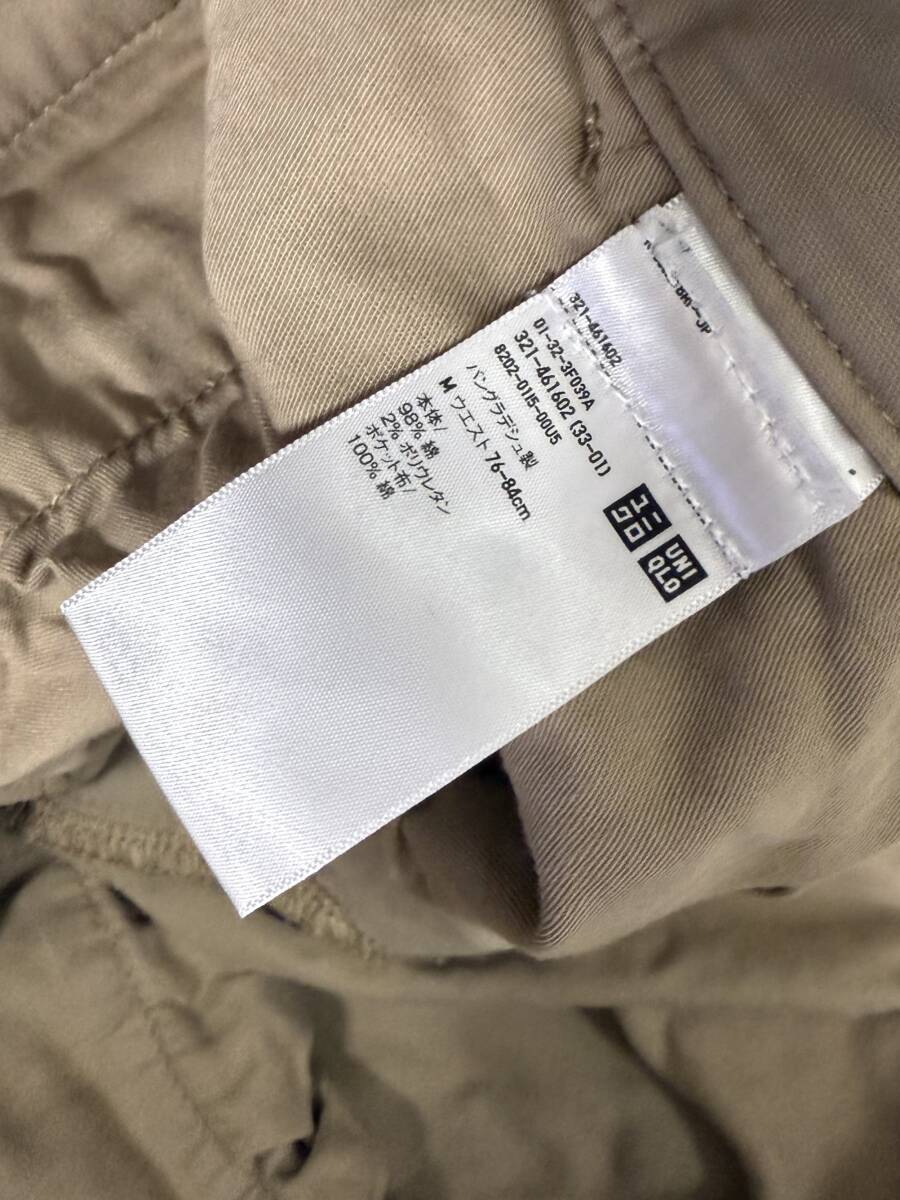 321-461602
01-32-3F039A
321-461602 (33-01)
8202-0115-00U5
バングラデシュ製
M ウエスト 76-84cm
本体/
98% 綿
2% ポリウレタン
ポケット布/
100% 綿
ユニ
クロ
UNI
QLO